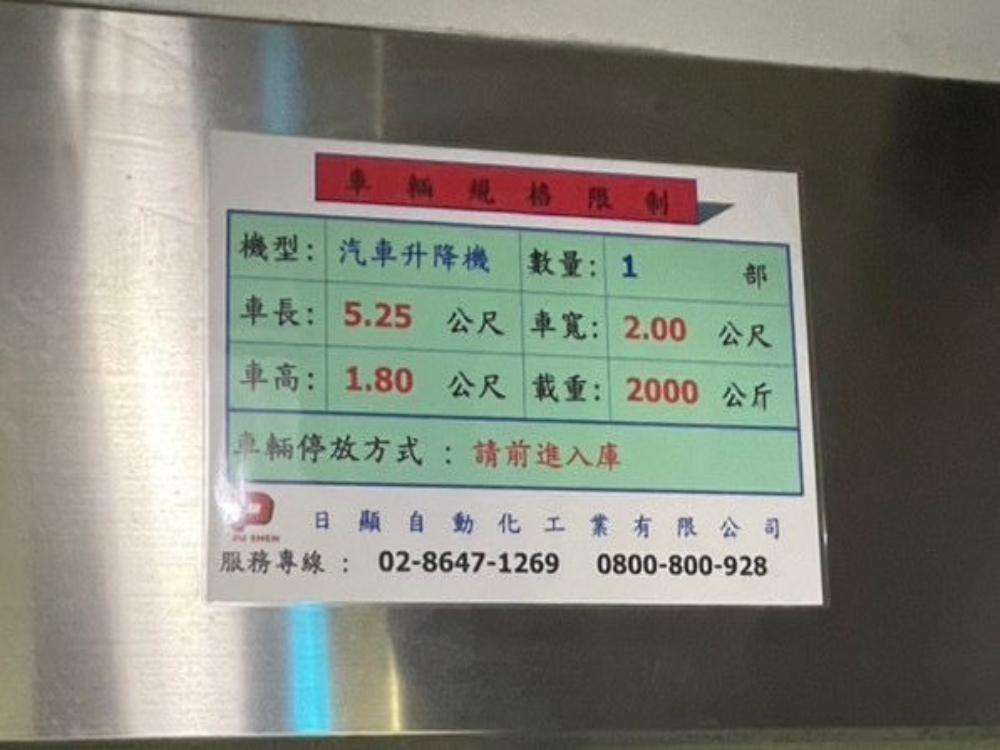 車輛規格限制
機型: 汽車升降機 數量: 1 部
車長: 5.25 公尺 車寬: 2.00 公尺
車高: 1.80 公尺 載重: 2000 公斤
車輛停放方式 : 請前進入庫
日顯自動化工業有限公司
服務專線 : 02-8647-1269 0800-800-928